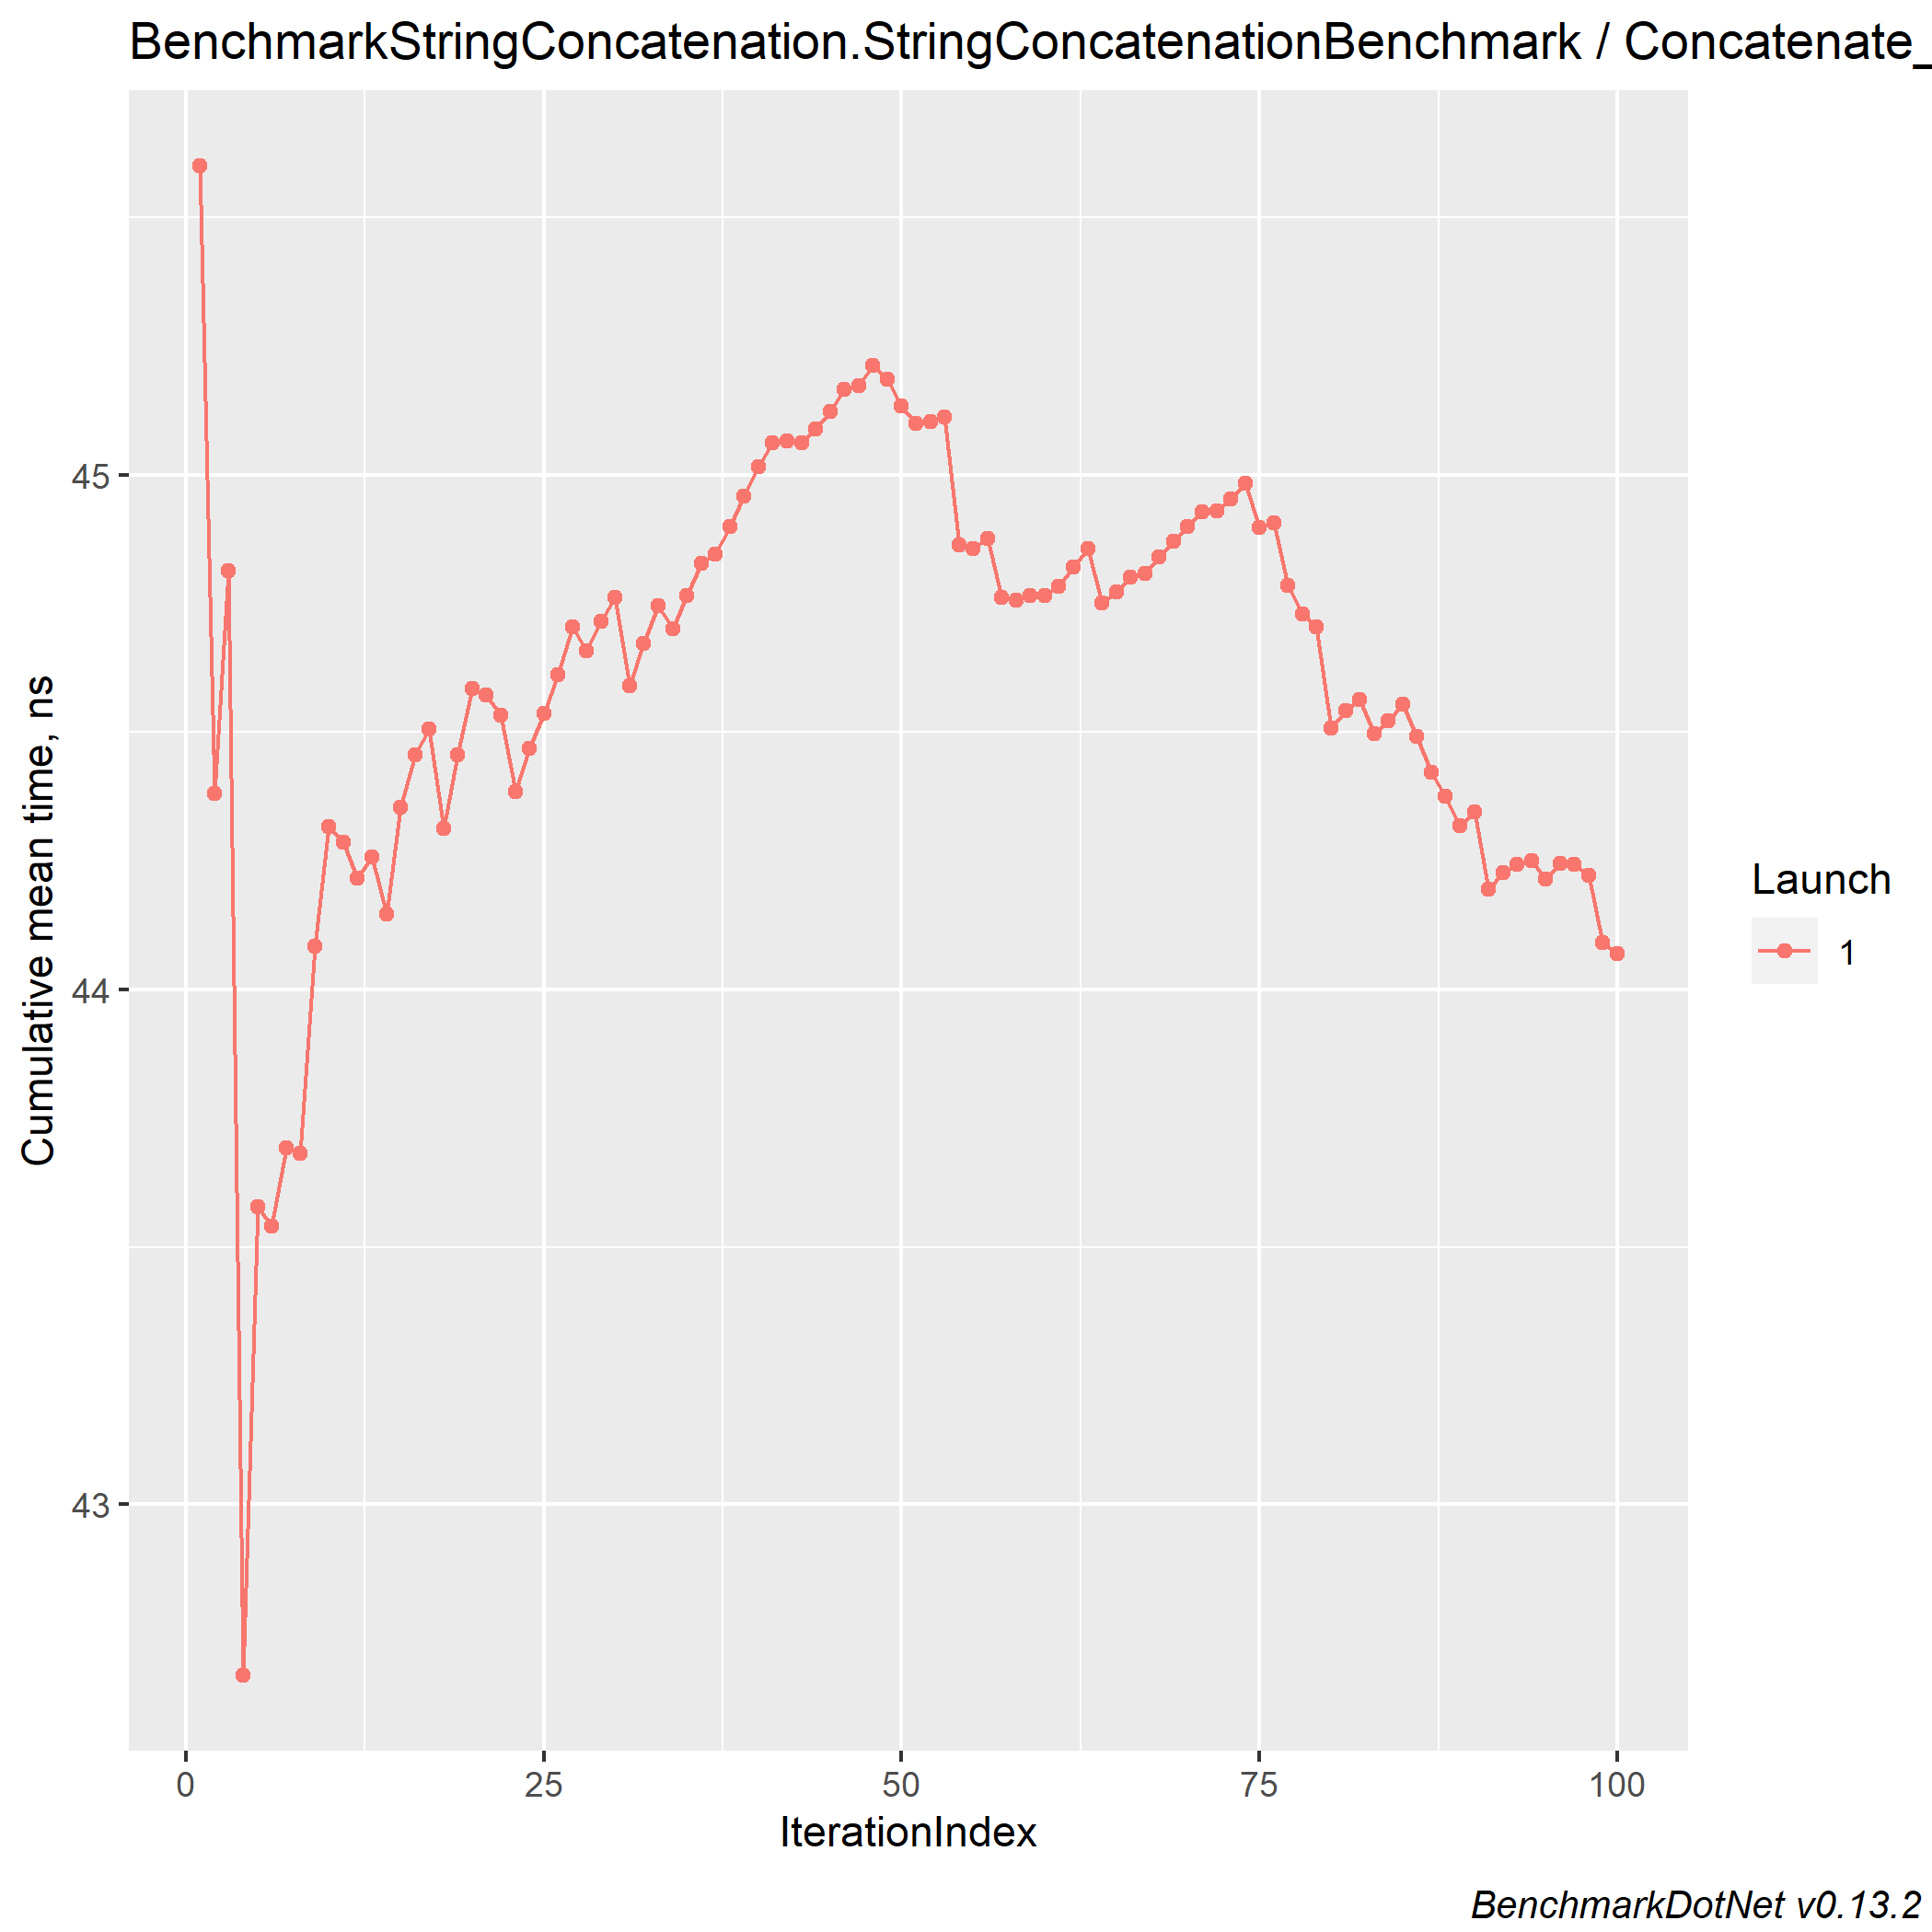 BenchmarkStringConcatenation.StringConcatenationBenchmark / Concatenate_
Cumulative mean time, ns
45
44
43
0 25 50 75 100
IterationIndex
Launch
1
BenchmarkDotNet v0.13.2